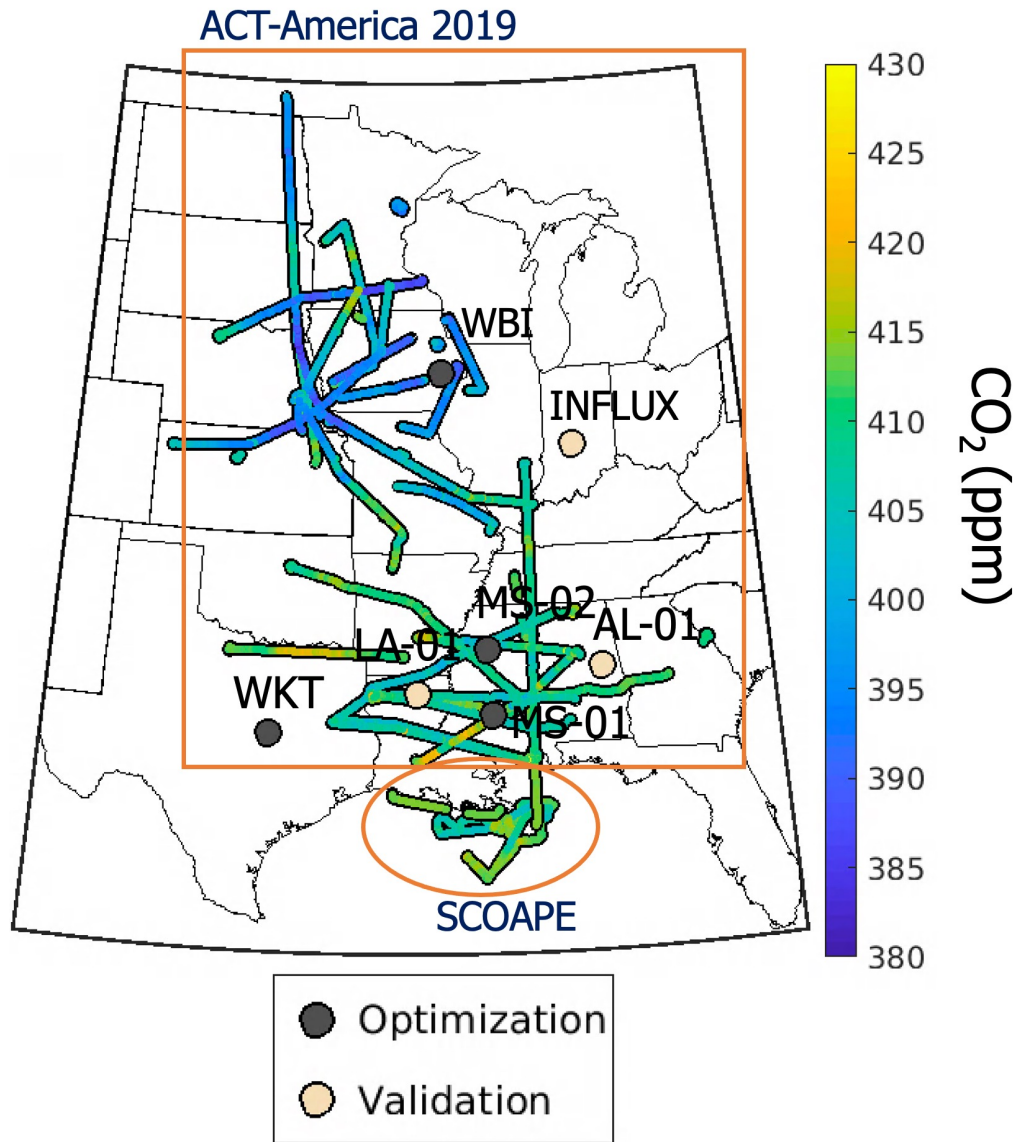 ACT-America 2019
WBI
INFLUX
MS-02
AL-01
LA-01
WKT
MS-01
SCOAPE
430
425
420
415
410
405
400
395
390
385
380
CO₂ (ppm)
Optimization
Validation